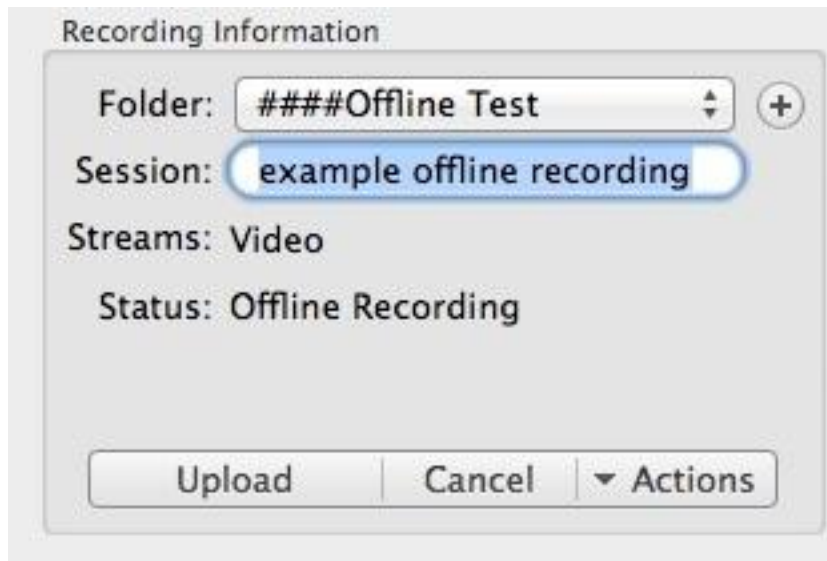 Recording Information
Folder: ####Offline Test
Session: example offline recording
Streams: Video
Status: Offline Recording
Upload Cancel Actions